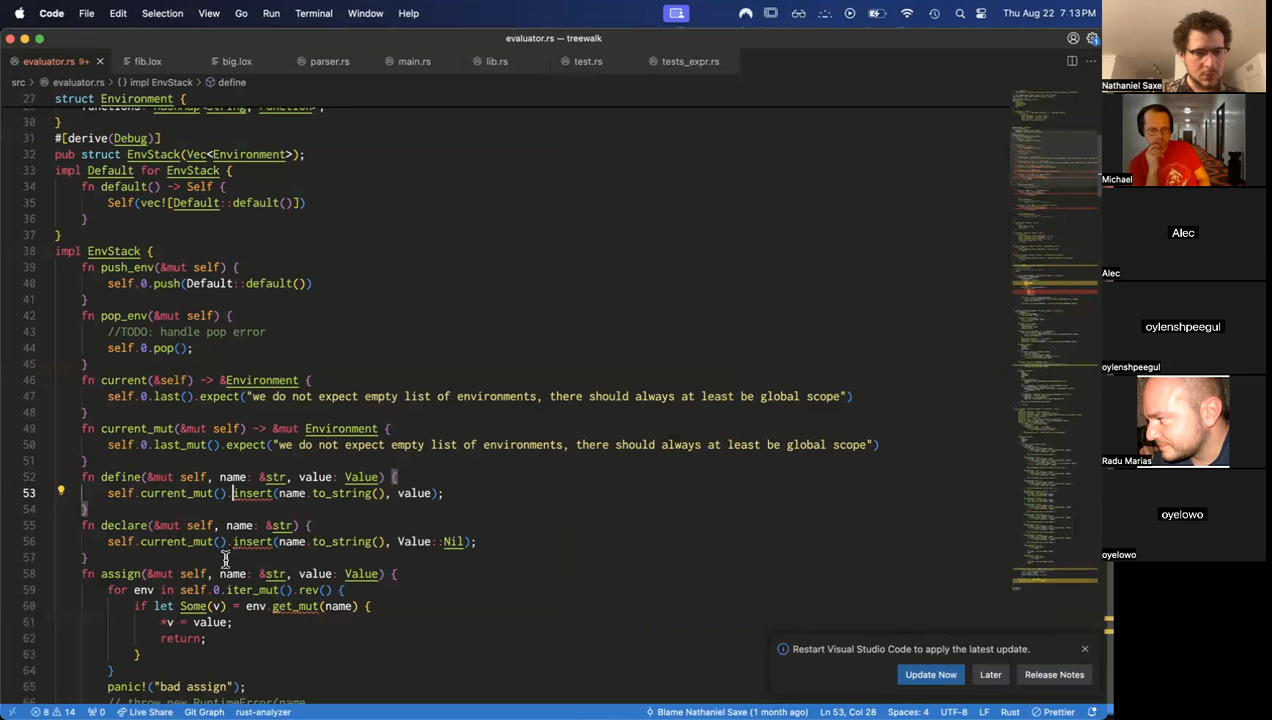 Code File Edit Selection View Go Run Terminal Window Help
Thu Aug 22 7:13 PM
evaluator.rs — treewalk
evaluator.rs 9+
fib.lox
big.lox
parser.rs
main.rs
lib.rs
test.rs
tests_expr.rs
src > evaluator.rs > {} impl EnvStack > define
27 struct Environment {
functions: HashMap<String, Function>,
30 }
31 #[derive(Debug)]
32 pub struct EnvStack(Vec<Environment>);
33 impl Default for EnvStack {
34 fn default() -> Self {
35 Self(vec![Default::default()])
36 }
37 }
38 impl EnvStack {
39 fn push_env(&mut self) {
40 self.0.push(Default::default())
41 }
42 fn pop_env(&mut self) {
43 //TODO: handle pop error
44 self.0.pop();
45 }
46 fn current(&self) -> &Environment {
47 self.0.last().expect("we do not expect empty list of environments, there should always at least be global scope")
48 }
49 fn current_mut(&mut self) -> &mut Environment {
50 self.0.last_mut().expect("we do not expect empty list of environments, there should always at least be global scope")
51 }
52 fn define(&mut self, name: &str, value: Value) {
53 self.current_mut().insert(name.to_string(), value);
54 }
55 fn declare(&mut self, name: &str) {
56 self.current_mut().insert(name.to_string(), Value::Nil);
57 }
58 fn assign(&mut self, name: &str, value: Value) {
59 for env in self.0.iter_mut().rev() {
60 if let Some(v) = env.get_mut(name) {
61 *v = value;
62 return;
63 }
64 }
65 panic!("bad assign");
// throw new RuntimeError(name
Restart Visual Studio Code to apply the latest update.
Update Now
Later
Release Notes
8 14 0 Live Share Git Graph rust-analyzer
Blame Nathaniel Saxe (1 month ago) Ln 53, Col 28 Spaces: 4 UTF-8 LF Rust Prettier
Nathaniel Saxe
Michael
Alec
Alec
oylenshpeegul
oylenshpeegul
Radu Marias
oyelowo
oyelowo